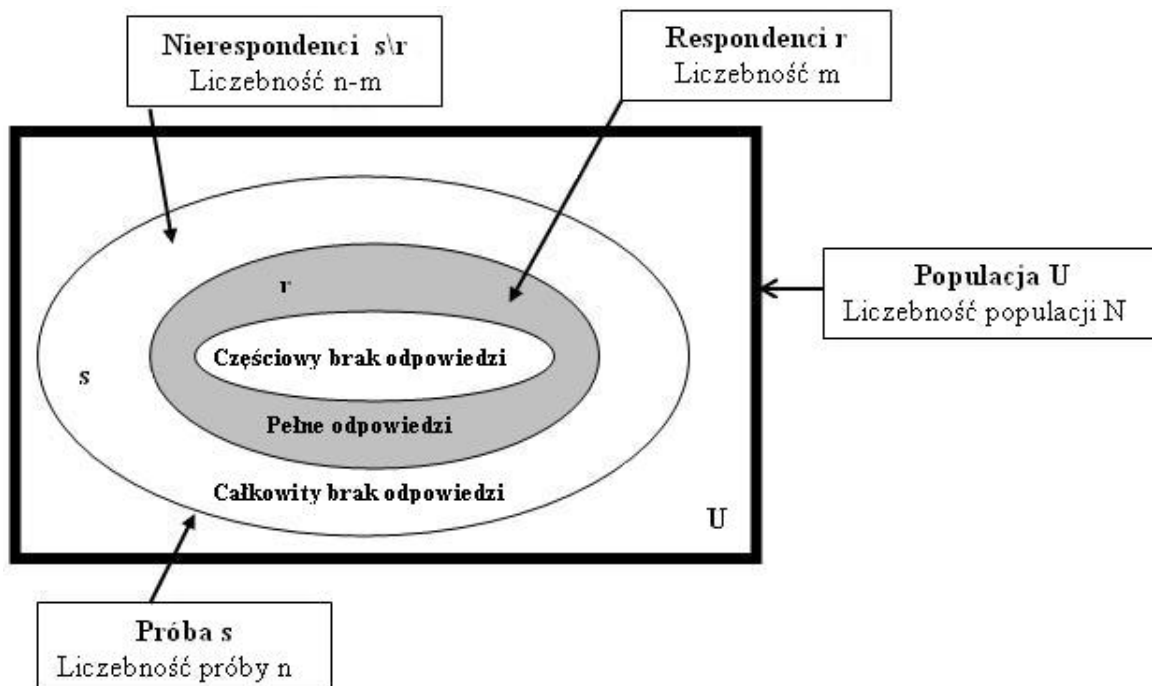 Nierespondenci s\r
Liczebność n-m
Respondenci r
Liczebność m
Populacja U
Liczebność populacji N
r
Częściowy brak odpowiedzi
s
Pełne odpowiedzi
Całkowity brak odpowiedzi
U
Próba s
Liczebność próby n